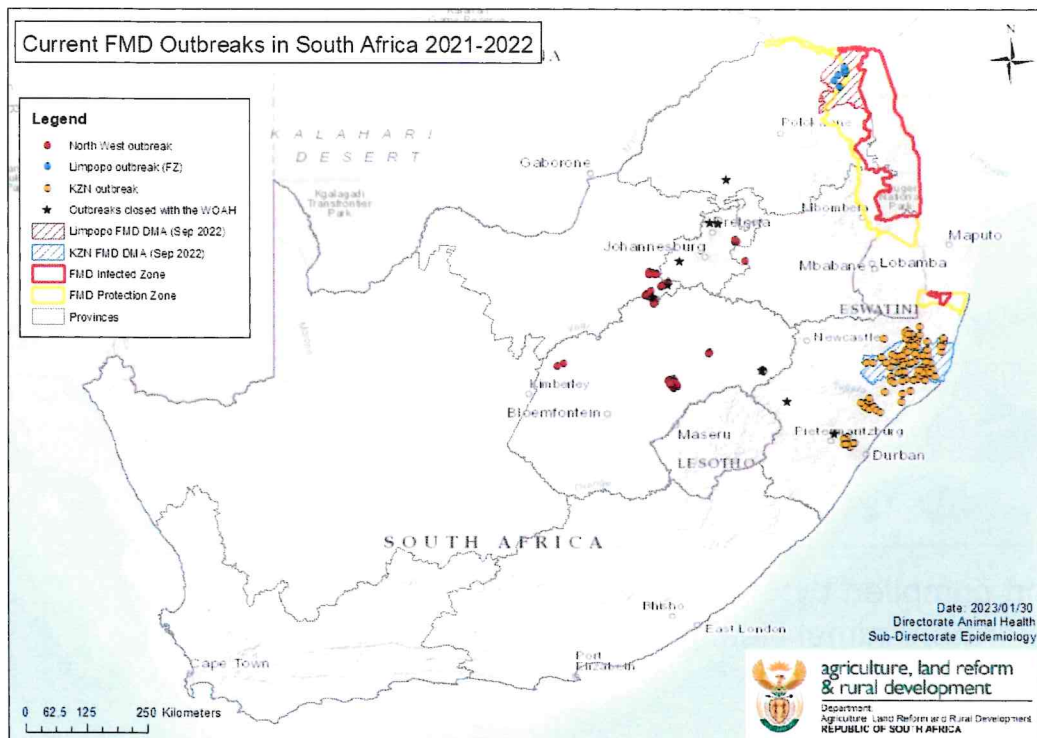 Current FMD Outbreaks in South Africa 2021-2022
N
Legend
North West outbreak
Limpopo outbreak (FZ)
KZN outbreak
Outbreaks closed with the WOAH
Limpopo FMD DMA (Sep 2022)
KZN FMD DMA (Sep 2022)
FMD Infected Zone
FMD Protection Zone
Provinces
KALAHARI
DESERT
Kgalagadi
Transfrontier
Park
Gaborone
National
Park
Pretoria
Johannesburg
Maputo
Mbabane
Lobamba
ESWATINI
Newcastle
Kimberley
Bloemfontein
Maseru
LESOTHO
Pietermaritzburg
Durban
SOUTH AFRICA
Bhisho
East London
Port
Elizabeth
Cape Town
Date: 2023/01/30
Directorate Animal Health
Sub-Directorate Epidemiology
0 62.5 125 250 Kilometers
agriculture, land reform
& rural development
Department:
Agriculture, Land Reform and Rural Development
REPUBLIC OF SOUTH AFRICA